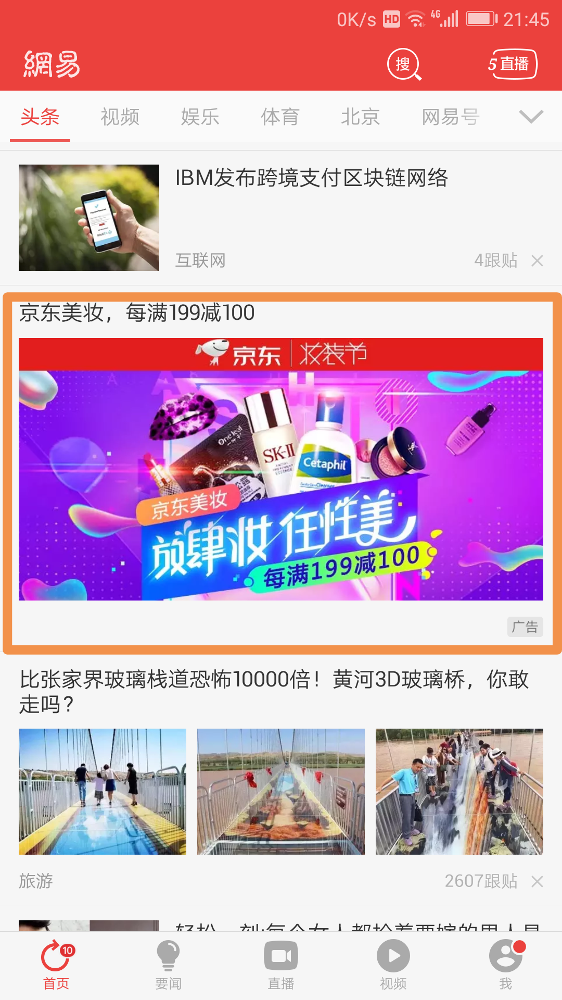 0K/s HD 4G 21:45
網易 搜 5直播
头条 视频 娱乐 体育 北京 网易号
IBM发布跨境支付区块链网络
互联网 4跟贴
京东美妆，每满199减100
京东 妆装节
One leaf
一叶子
SK-II
FACIAL
TREATMENT
ESSENCE
Cetaphil
京东美妆
放肆妆 任性美
每满199减100
广告
比张家界玻璃栈道恐怖10000倍！黄河3D玻璃桥，你敢
走吗？
旅游 2607跟贴
10
首页 要闻 直播 视频 我